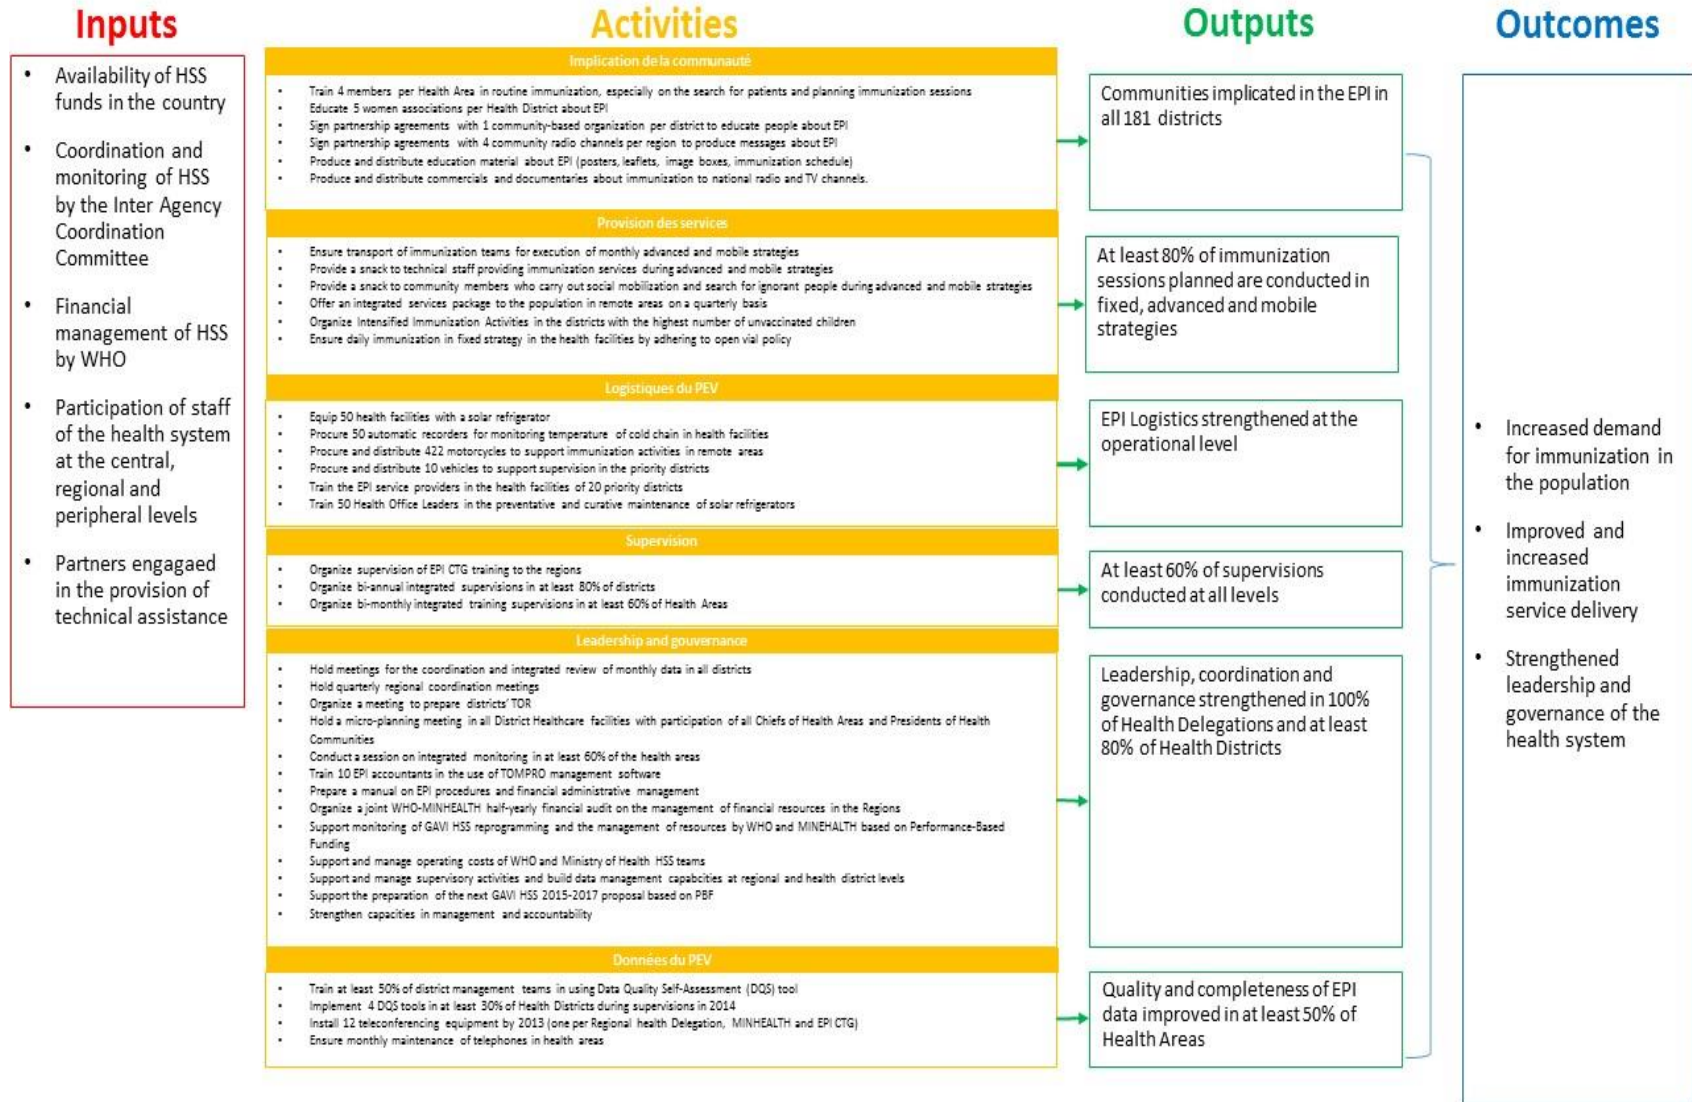 Inputs
Activities
Outputs
Outcomes
• Availability of HSS
funds in the country
• Coordination and
monitoring of HSS
by the Inter Agency
Coordination
Committee
• Financial
management of HSS
by WHO
• Participation of staff
of the health system
at the central,
regional and
peripheral levels
• Partners engagaed
in the provision of
technical assistance
Implication de la communauté
• Train 4 members per Health Area in routine immunization, especially on the search for patients and planning immunization sessions
• Educate 5 women associations per Health District about EPI
• Sign partnership agreements with 1 community-based organization per district to educate people about EPI
• Sign partnership agreements with 4 community radio channels per region to produce messages about EPI
• Produce and distribute education material about EPI (posters, leaflets, image boxes, immunization schedule)
• Produce and distribute commercials and documentaries about immunization to national radio and TV channels.
Provision des services
• Ensure transport of immunization teams for execution of monthly advanced and mobile strategies
• Provide a snack to technical staff providing immunization services during advanced and mobile strategies
• Provide a snack to community members who carry out social mobilization and search for ignorant people during advanced and mobile strategies
• Offer an integrated services package to the population in remote areas on a quarterly basis
• Organize Intensified Immunization Activities in the districts with the highest number of unvaccinated children
• Ensure daily immunization in fixed strategy in the health facilities by adhering to open vial policy
Logistiques du PEV
• Equip 50 health facilities with a solar refrigerator
• Procure 50 automatic recorders for monitoring temperature of cold chain in health facilities
• Procure and distribute 422 motorcycles to support immunization activities in remote areas
• Procure and distribute 10 vehicles to support supervision in the priority districts
• Train the EPI service providers in the health facilities of 20 priority districts
• Train 50 Health Office Leaders in the preventative and curative maintenance of solar refrigerators
Supervision
• Organize supervision of EPI CTG training to the regions
• Organize bi-annual integrated supervisions in at least 80% of districts
• Organize bi-monthly integrated training supervisions in at least 60% of Health Areas
Leadership and gouvernance
• Hold meetings for the coordination and integrated review of monthly data in all districts
• Hold quarterly regional coordination meetings
• Organize a meeting to prepare districts' TOR
• Hold a micro-planning meeting in all District Healthcare facilities with participation of all Chiefs of Health Areas and Presidents of Health
Communities
• Conduct a session on integrated monitoring in at least 60% of the health areas
• Train 10 EPI accountants in the use of TOMPRO management software
• Prepare a manual on EPI procedures and financial administrative management
• Organize a joint WHO-MINHEALTH half-yearly financial audit on the management of financial resources in the Regions
• Support monitoring of GAVI HSS reprogramming and the management of resources by WHO and MINEHALTH based on Performance-Based
Funding
• Support and manage operating costs of WHO and Ministry of Health HSS teams
• Support and manage supervisory activities and build data management capabcities at regional and health district levels
• Support the preparation of the next GAVI HSS 2015-2017 proposal based on PBF
• Strengthen capacities in management and accountability
Données du PEV
• Train at least 50% of district management teams in using Data Quality Self-Assessment (DQS) tool
• Implement 4 DQS tools in at least 30% of Health Districts during supervisions in 2014
• Install 12 teleconferencing equipment by 2013 (one per Regional health Delegation, MINHEALTH and EPI CTG)
• Ensure monthly maintenance of telephones in health areas
Communities implicated in the EPI in
all 181 districts
At least 80% of immunization
sessions planned are conducted in
fixed, advanced and mobile
strategies
EPI Logistics strengthened at the
operational level
At least 60% of supervisions
conducted at all levels
Leadership, coordination and
governance strengthened in 100%
of Health Delegations and at least
80% of Health Districts
Quality and completeness of EPI
data improved in at least 50% of
Health Areas
• Increased demand
for immunization in
the population
• Improved and
increased
immunization
service delivery
• Strengthened
leadership and
governance of the
health system